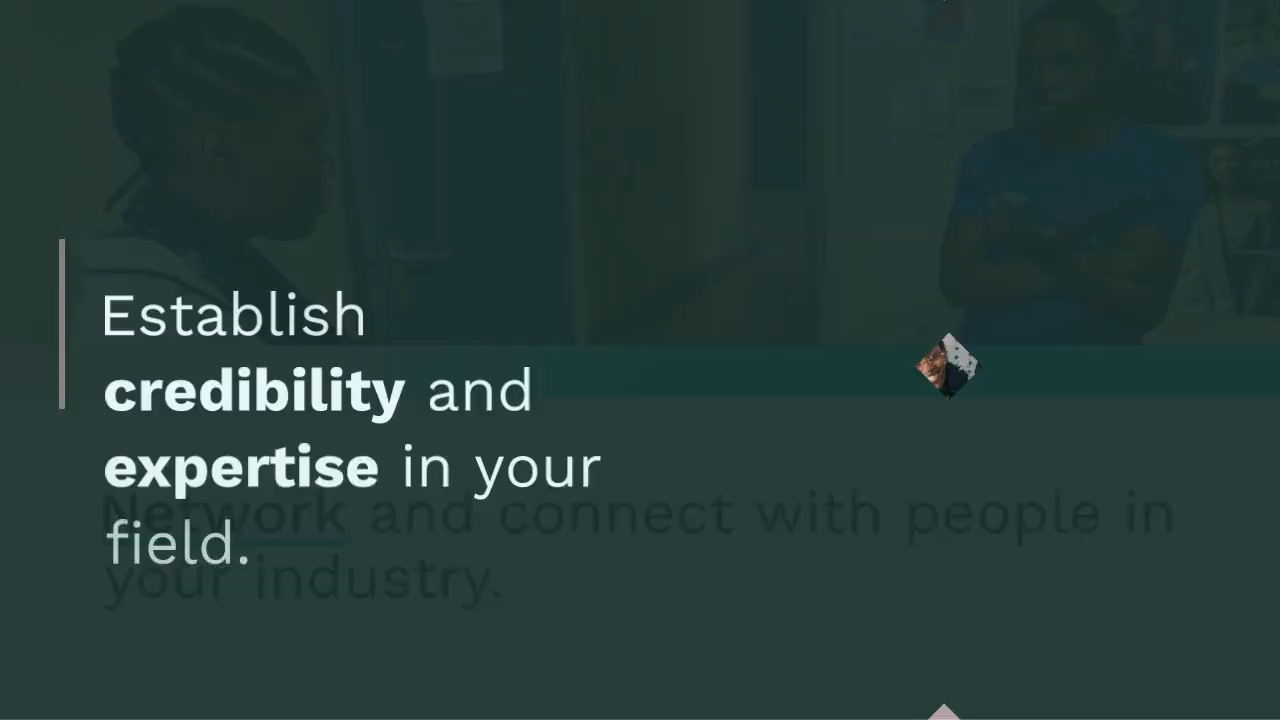 Establish
credibility and
expertise in your
field.
Network and connect with people in
your industry.